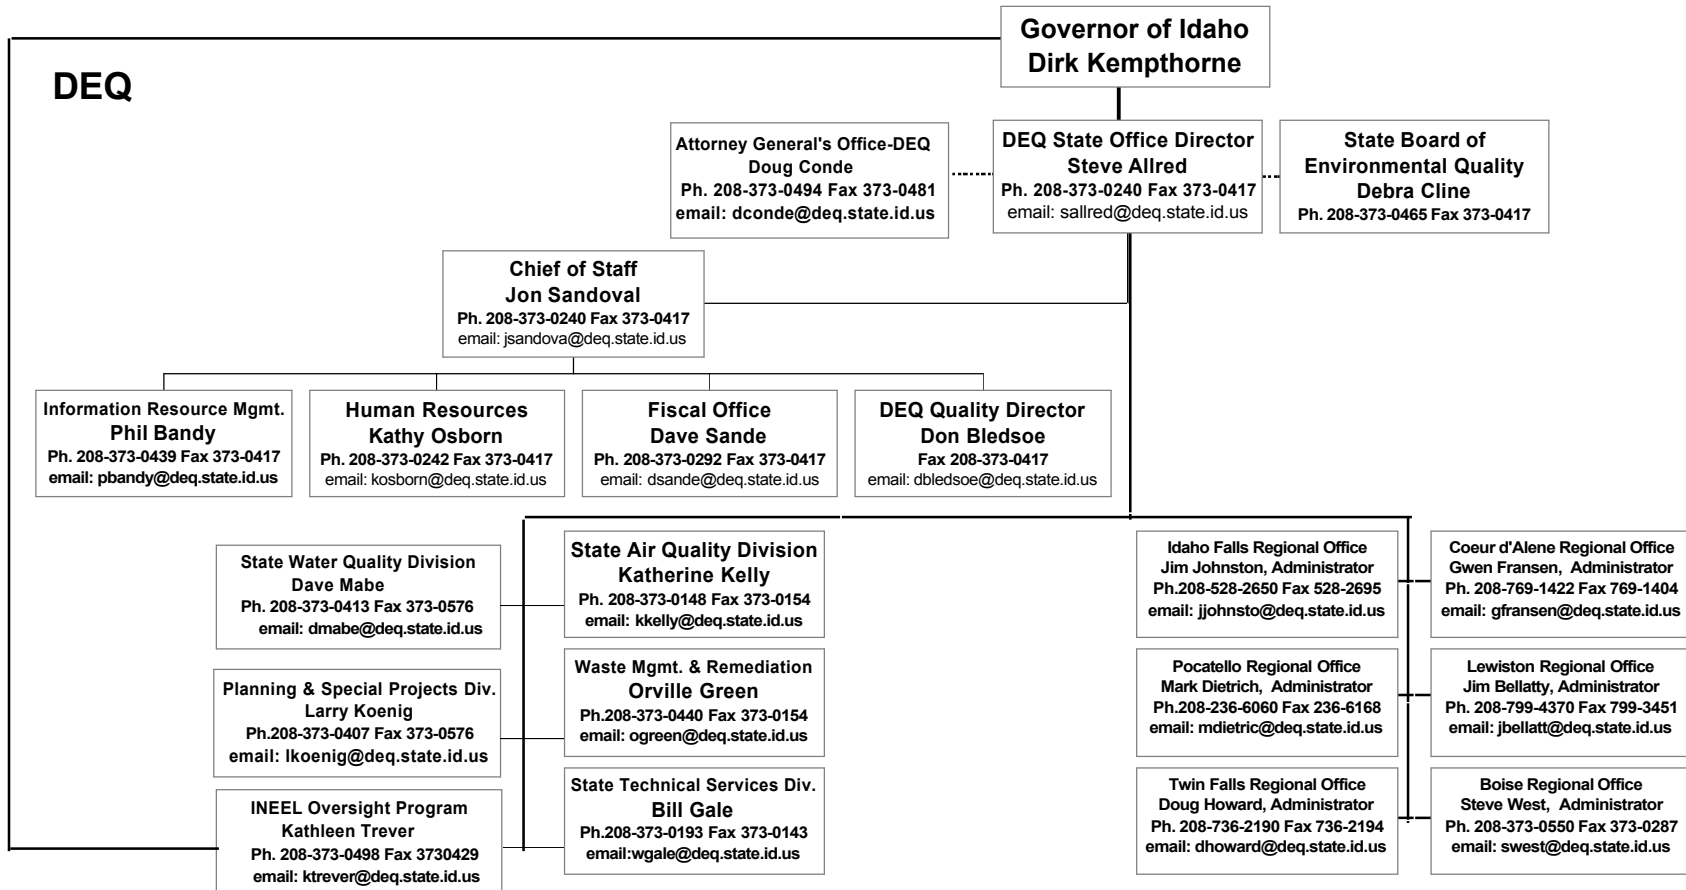 Governor of Idaho
Dirk Kempthorne
DEQ
Attorney General's Office-DEQ
Doug Conde
Ph. 208-373-0494 Fax 373-0481
email: dconde@deq.state.id.us
DEQ State Office Director
Steve Allred
Ph. 208-373-0240 Fax 373-0417
email: sallred@deq.state.id.us
State Board of
Environmental Quality
Debra Cline
Ph. 208-373-0465 Fax 373-0417
Chief of Staff
Jon Sandoval
Ph. 208-373-0240 Fax 373-0417
email: jsandova@deq.state.id.us
Information Resource Mgmt.
Phil Bandy
Ph. 208-373-0439 Fax 373-0417
email: pbandy@deq.state.id.us
Human Resources
Kathy Osborn
Ph. 208-373-0242 Fax 373-0417
email: kosborn@deq.state.id.us
Fiscal Office
Dave Sande
Ph. 208-373-0292 Fax 373-0417
email: dsande@deq.state.id.us
DEQ Quality Director
Don Bledsoe
Fax 208-373-0417
email: dbledsoe@deq.state.id.us
State Water Quality Division
Dave Mabe
Ph. 208-373-0413 Fax 373-0576
email: dmabe@deq.state.id.us
State Air Quality Division
Katherine Kelly
Ph. 208-373-0148 Fax 373-0154
email: kkelly@deq.state.id.us
Idaho Falls Regional Office
Jim Johnston, Administrator
Ph.208-528-2650 Fax 528-2695
email: jjohnsto@deq.state.id.us
Coeur d'Alene Regional Office
Gwen Fransen, Administrator
Ph. 208-769-1422 Fax 769-1404
email: gfransen@deq.state.id.us
Planning & Special Projects Div.
Larry Koenig
Ph.208-373-0407 Fax 373-0576
email: lkoenig@deq.state.id.us
Waste Mgmt. & Remediation
Orville Green
Ph.208-373-0440 Fax 373-0154
email: ogreen@deq.state.id.us
Pocatello Regional Office
Mark Dietrich, Administrator
Ph.208-236-6060 Fax 236-6168
email: mdietric@deq.state.id.us
Lewiston Regional Office
Jim Bellatty, Administrator
Ph. 208-799-4370 Fax 799-3451
email: jbellatt@deq.state.id.us
INEEL Oversight Program
Kathleen Trever
Ph. 208-373-0498 Fax 3730429
email: ktrever@deq.state.id.us
State Technical Services Div.
Bill Gale
Ph.208-373-0193 Fax 373-0143
email:wgale@deq.state.id.us
Twin Falls Regional Office
Doug Howard, Administrator
Ph. 208-736-2190 Fax 736-2194
email: dhoward@deq.state.id.us
Boise Regional Office
Steve West, Administrator
Ph. 208-373-0550 Fax 373-0287
email: swest@deq.state.id.us